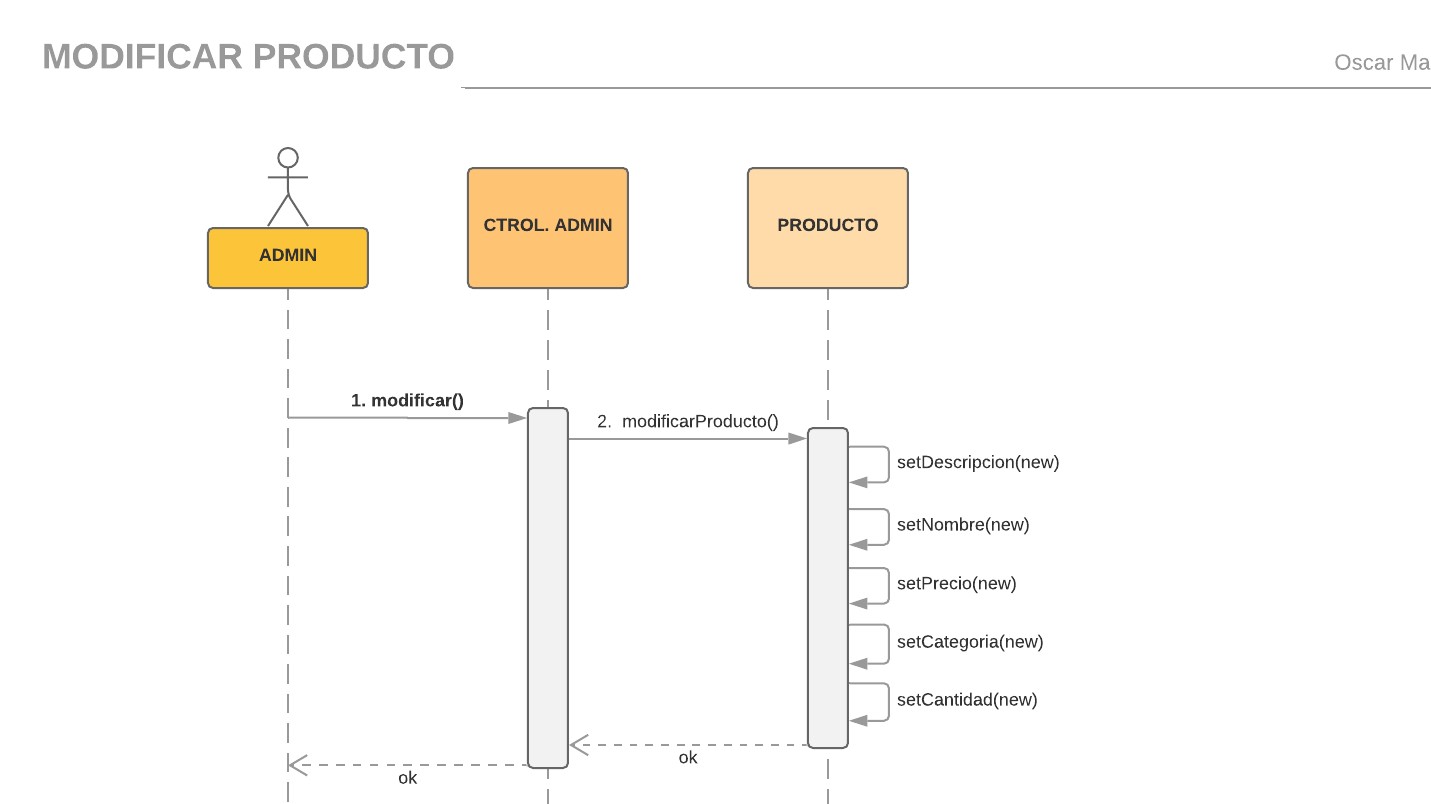 MODIFICAR PRODUCTO
Oscar Ma
ADMIN
CTROL. ADMIN
PRODUCTO
1. modificar()
2.  modificarProducto()
setDescripcion(new)
setNombre(new)
setPrecio(new)
setCategoria(new)
setCantidad(new)
ok
ok